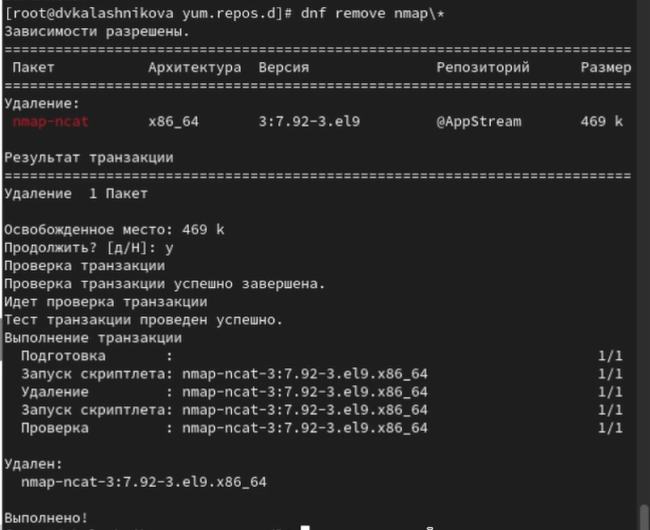 [root@dvkalashnikova yum.repos.d]# dnf remove nmap\*
Зависимости разрешены.
================================================================================
Пакет Архитектура Версия Репозиторий Размер
================================================================================
Удаление:
nmap-ncat x86_64 3:7.92-3.el9 @AppStream 469 k

Результат транзакции
================================================================================
Удаление 1 Пакет

Освобожденное место: 469 k
Продолжить? [д/Н]: y
Проверка транзакции
Проверка транзакции успешно завершена.
Идет проверка транзакции
Тест транзакции проведен успешно.
Выполнение транзакции
Подготовка : 1/1
Запуск скриптлета: nmap-ncat-3:7.92-3.el9.x86_64 1/1
Удаление : nmap-ncat-3:7.92-3.el9.x86_64 1/1
Запуск скриптлета: nmap-ncat-3:7.92-3.el9.x86_64 1/1
Проверка : nmap-ncat-3:7.92-3.el9.x86_64 1/1

Удален:
nmap-ncat-3:7.92-3.el9.x86_64

Выполнено!